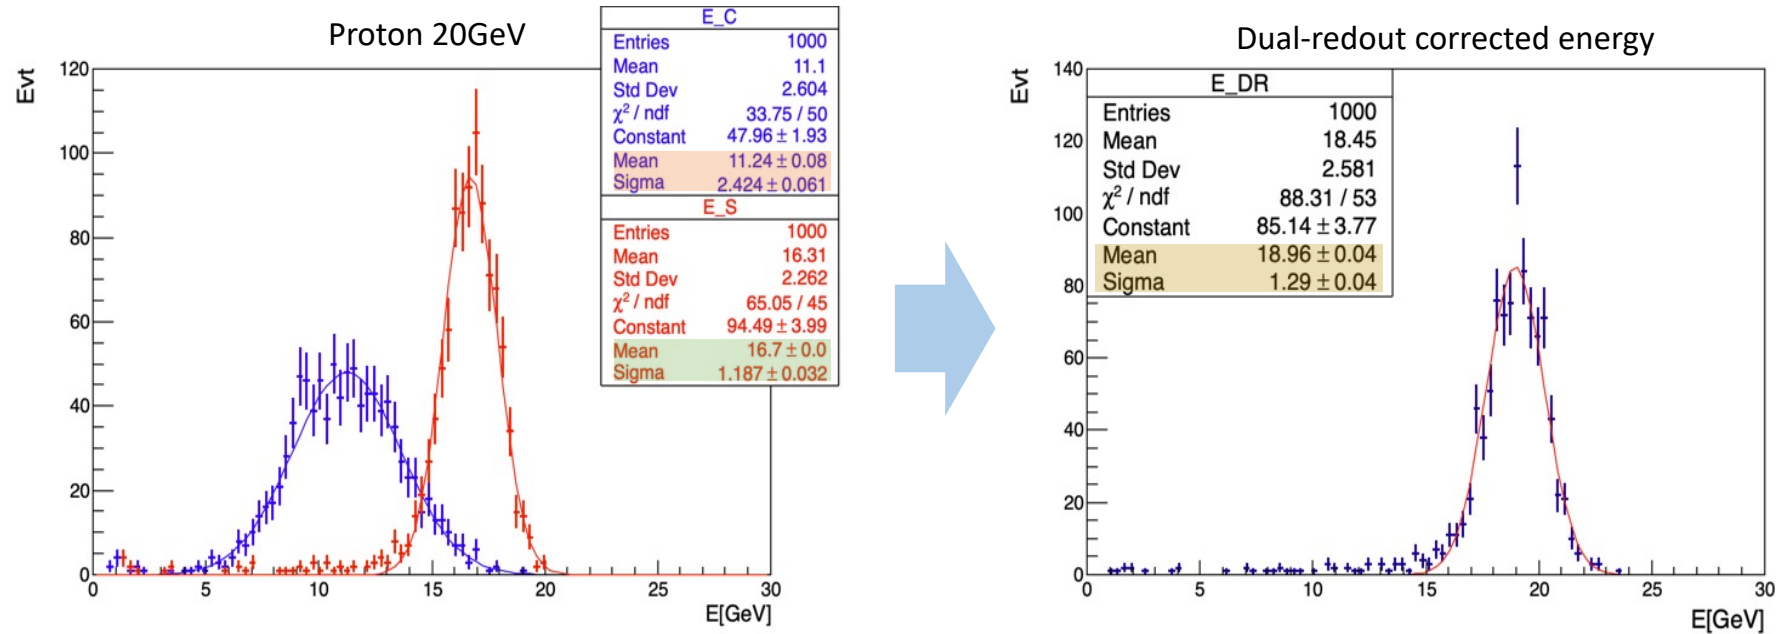 Proton 20GeV
E_C
Entries 1000
Mean 11.1
Std Dev 2.604
χ² / ndf 33.75 / 50
Constant 47.96 ± 1.93
Mean 11.24 ± 0.08
Sigma 2.424 ± 0.061
E_S
Entries 1000
Mean 16.31
Std Dev 2.262
χ² / ndf 65.05 / 45
Constant 94.49 ± 3.99
Mean 16.7 ± 0.0
Sigma 1.187 ± 0.032
Evt
120
100
80
60
40
20
0
0 5 10 15 20 25 30
E[GeV]
Dual-redout corrected energy
E_DR
Entries 1000
Mean 18.45
Std Dev 2.581
χ² / ndf 88.31 / 53
Constant 85.14 ± 3.77
Mean 18.96 ± 0.04
Sigma 1.29 ± 0.04
Evt
140
120
100
80
60
40
20
0
0 5 10 15 20 25 30
E[GeV]